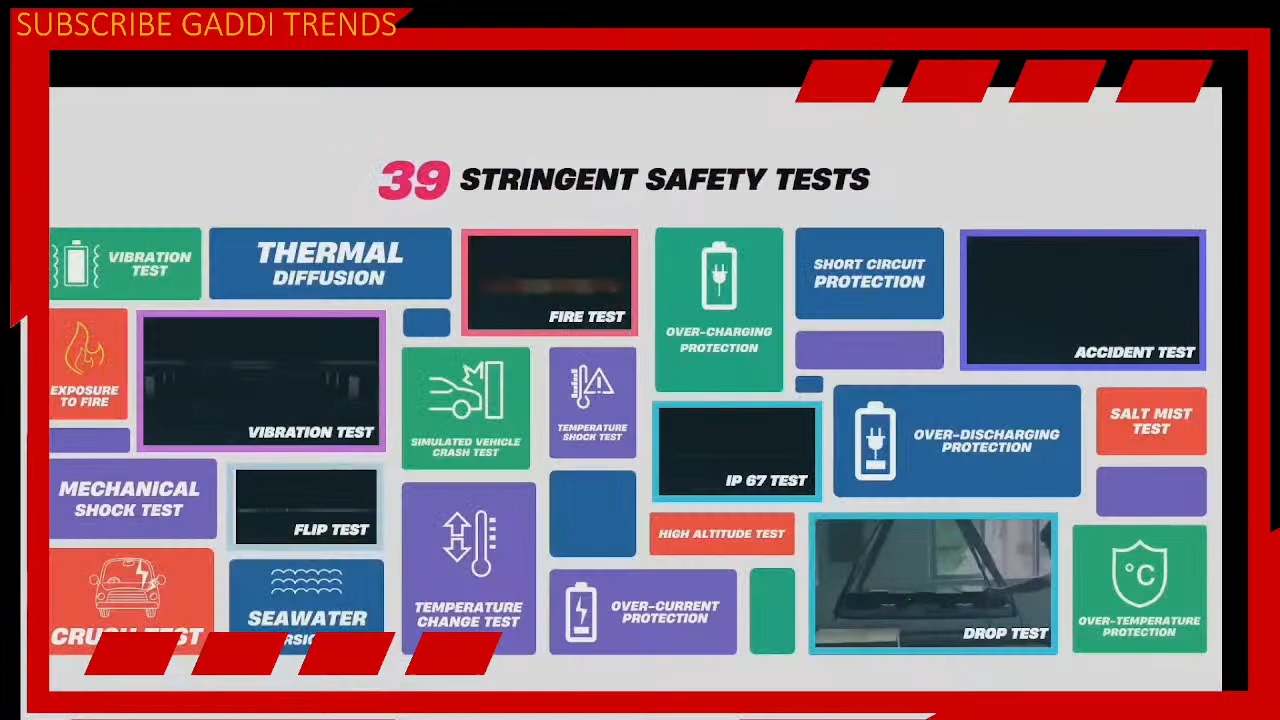 SUBSCRIBE GADDI TRENDS
39 STRINGENT SAFETY TESTS
VIBRATION
TEST
THERMAL
DIFFUSION
FIRE TEST
OVER-CHARGING
PROTECTION
SHORT CIRCUIT
PROTECTION
ACCIDENT TEST
EXPOSURE
TO FIRE
VIBRATION TEST
SIMULATED VEHICLE
CRASH TEST
TEMPERATURE
SHOCK TEST
IP 67 TEST
OVER-DISCHARGING
PROTECTION
SALT MIST
TEST
MECHANICAL
SHOCK TEST
FLIP TEST
TEMPERATURE
CHANGE TEST
HIGH ALTITUDE TEST
OVER-CURRENT
PROTECTION
DROP TEST
°C
OVER-TEMPERATURE
PROTECTION
CRUSH TEST
SEAWATER